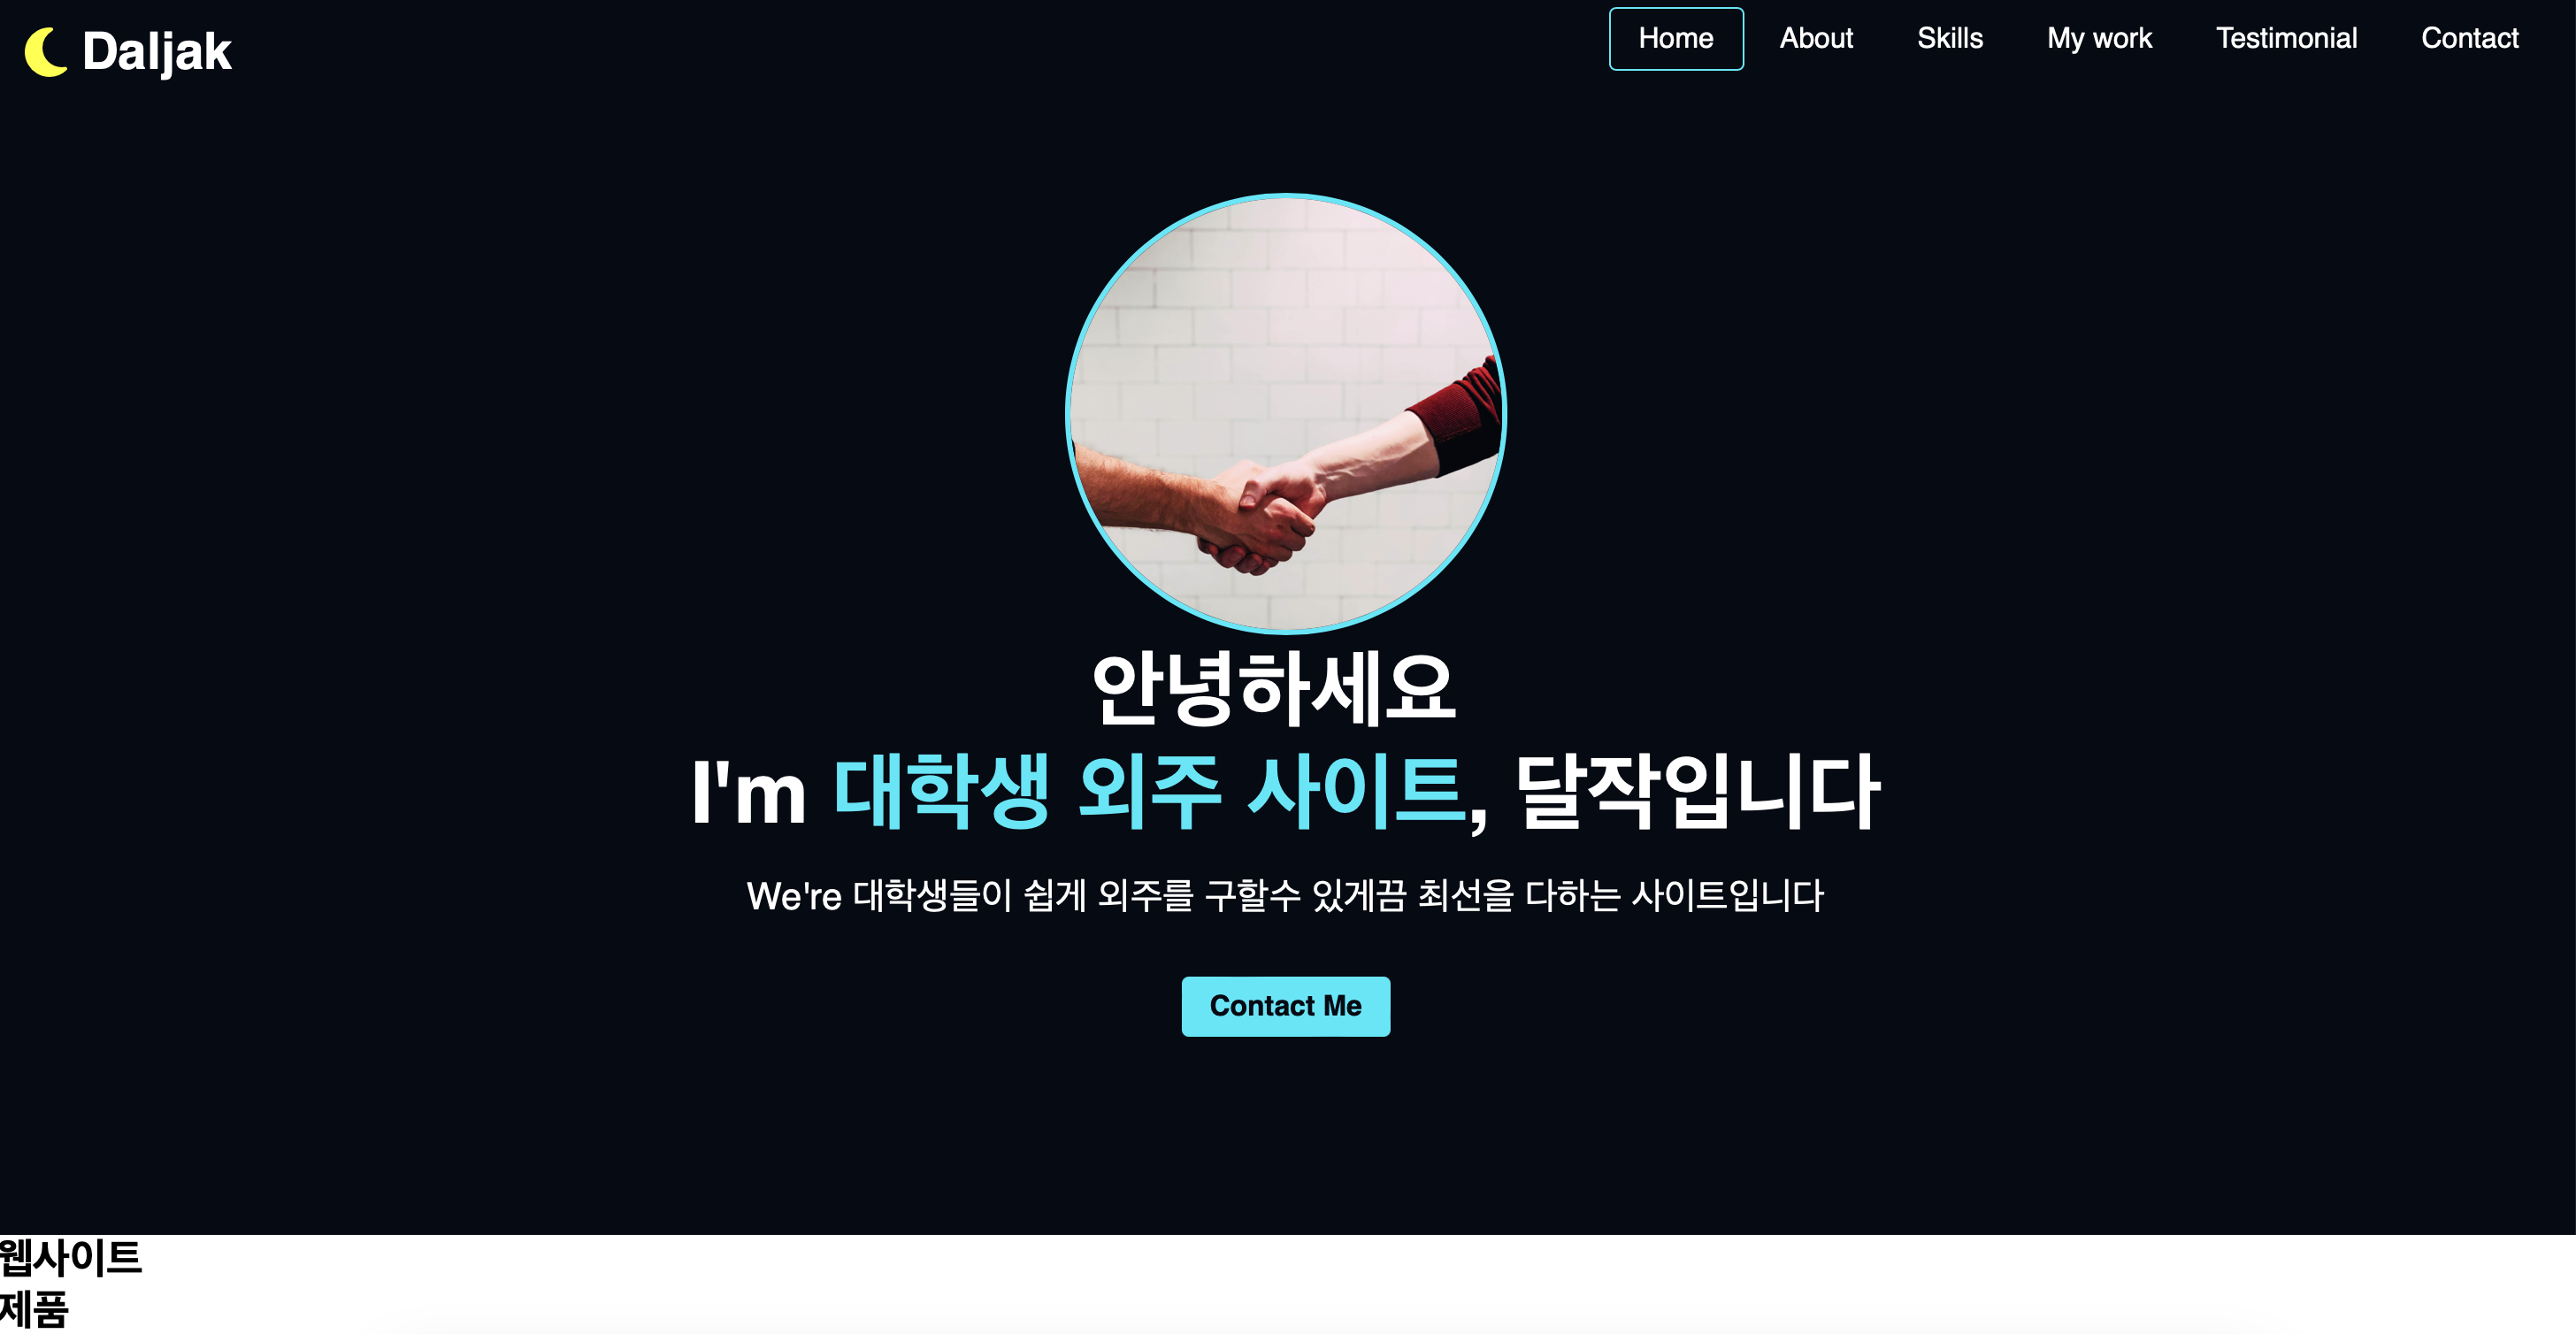 Daljak
Home About Skills My work Testimonial Contact
안녕하세요
I'm 대학생 외주 사이트, 달작입니다
We're 대학생들이 쉽게 외주를 구할수 있게끔 최선을 다하는 사이트입니다
Contact Me
웹사이트
제품